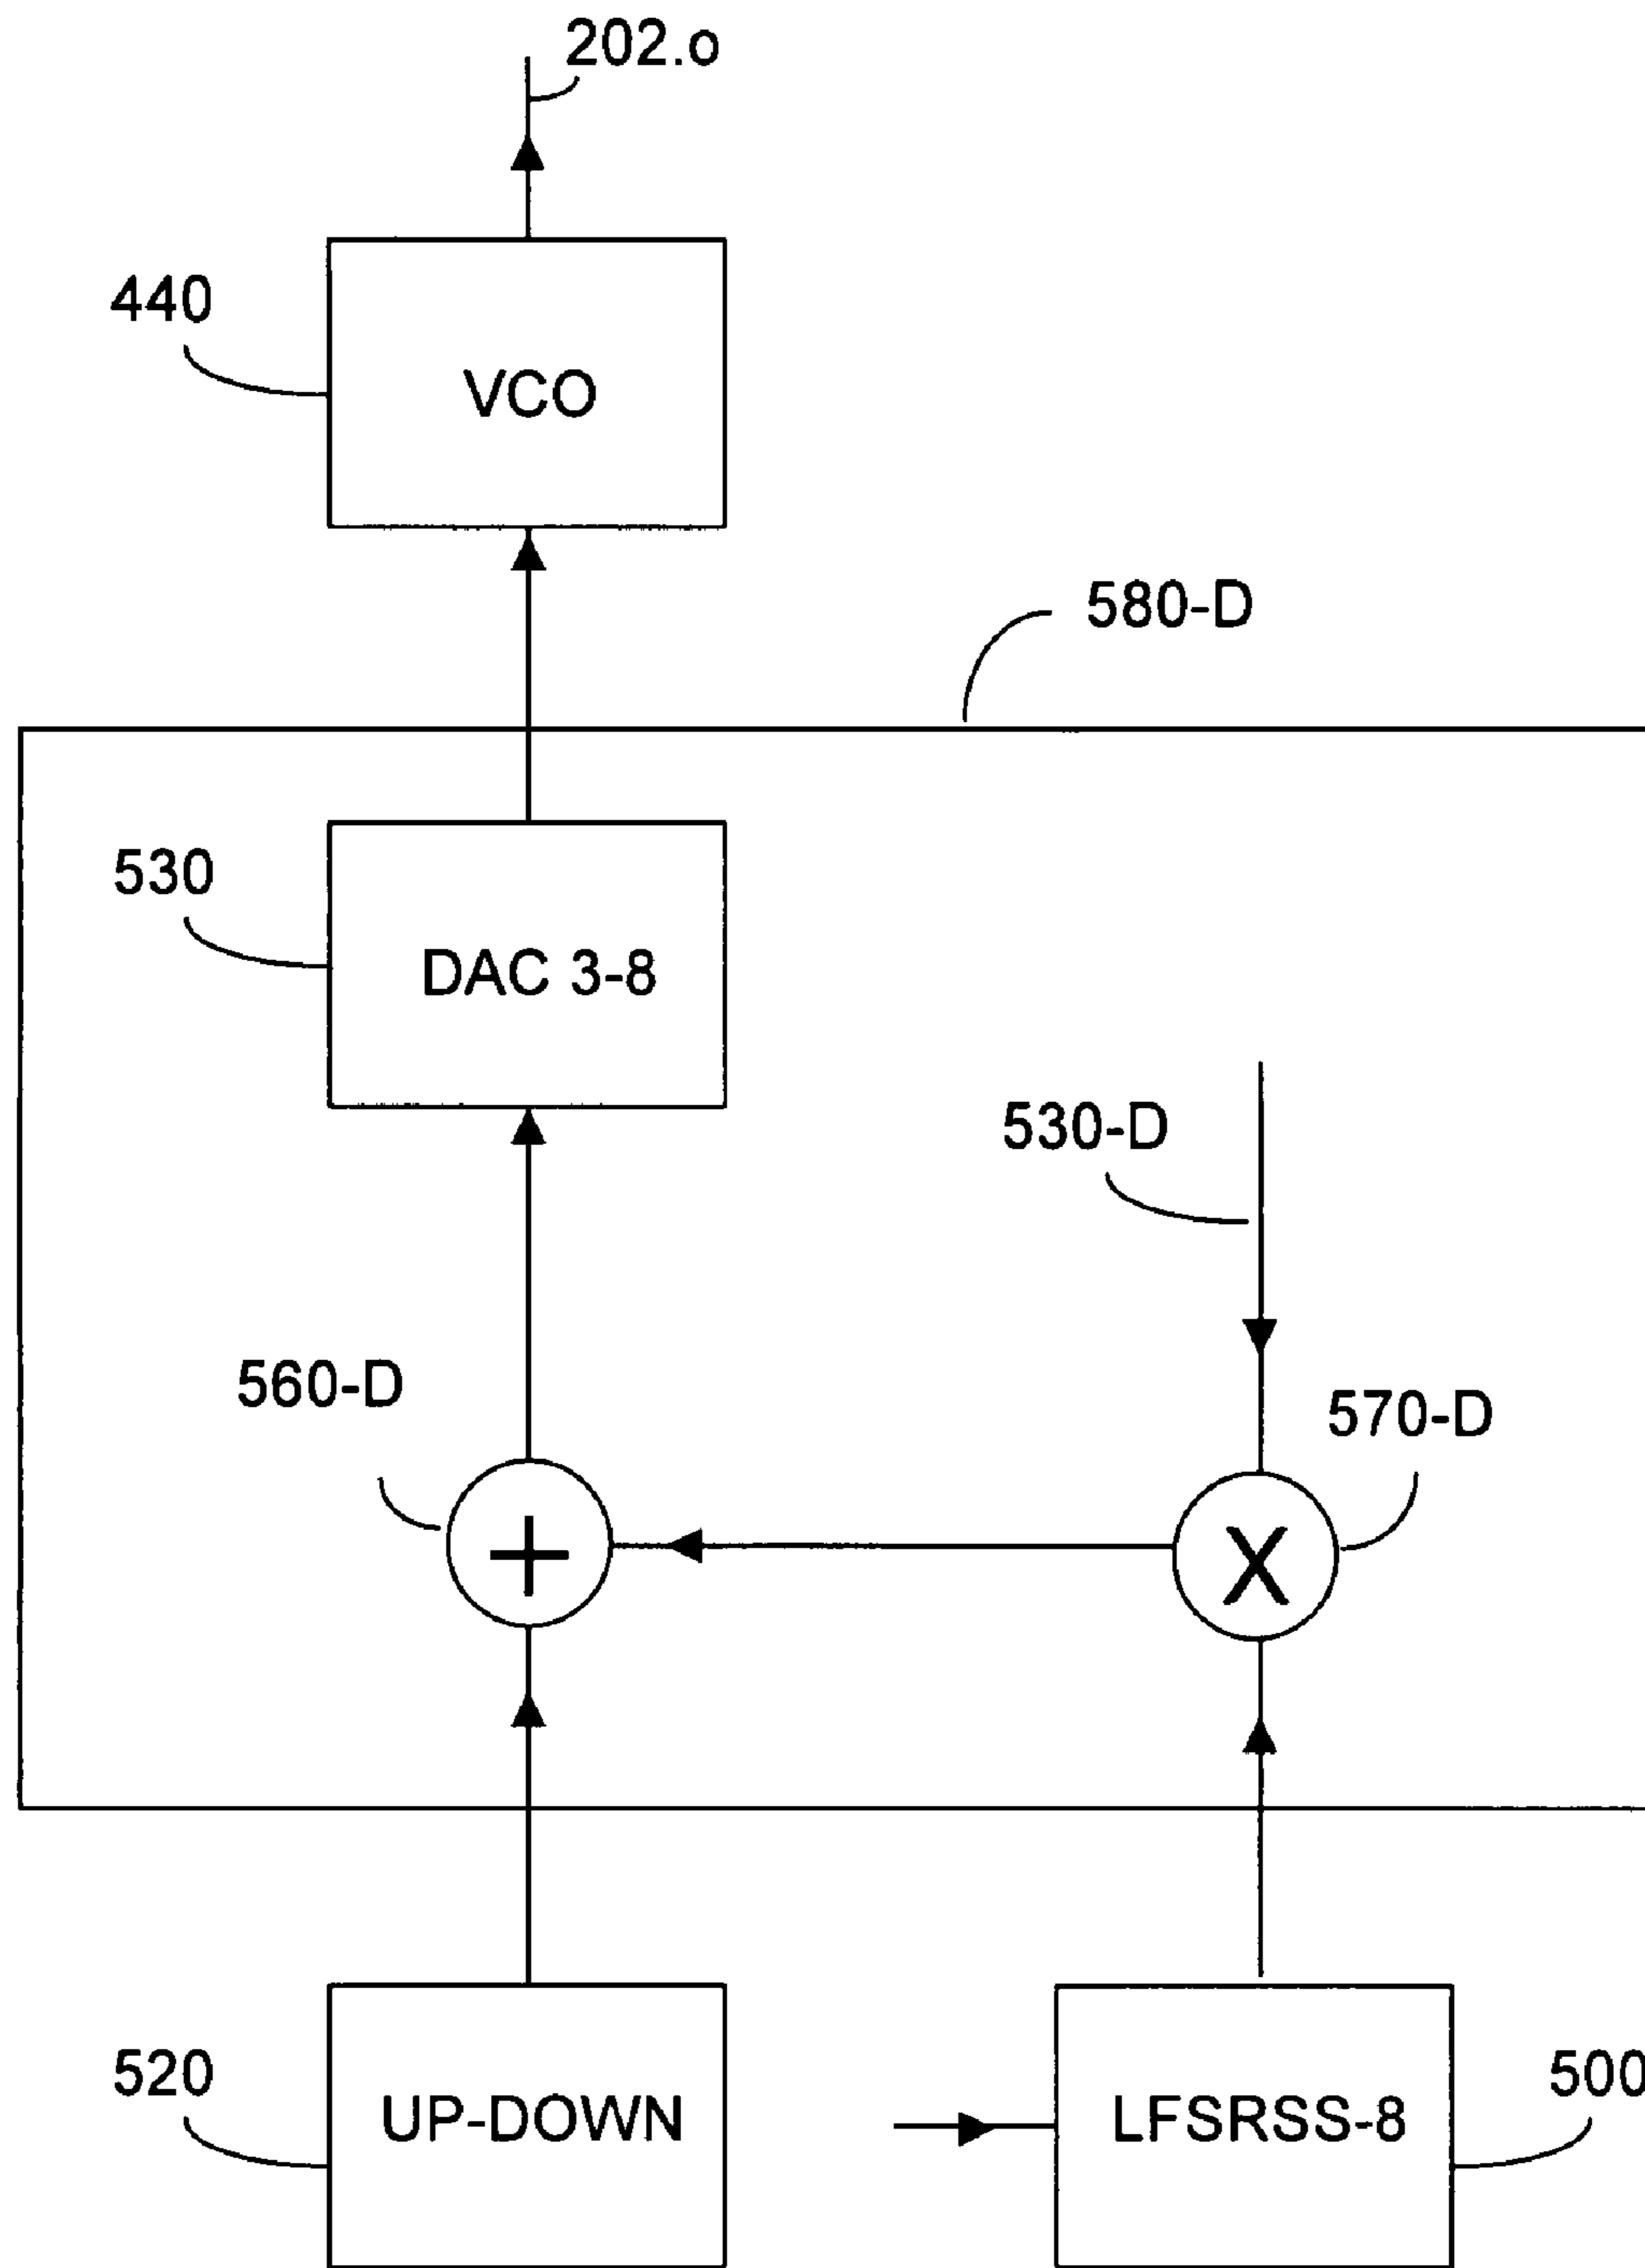 202.o
440
VCO
580-D
530
DAC 3-8
530-D
560-D
570-D
+
X
520
UP-DOWN
LFSRSS-8
500